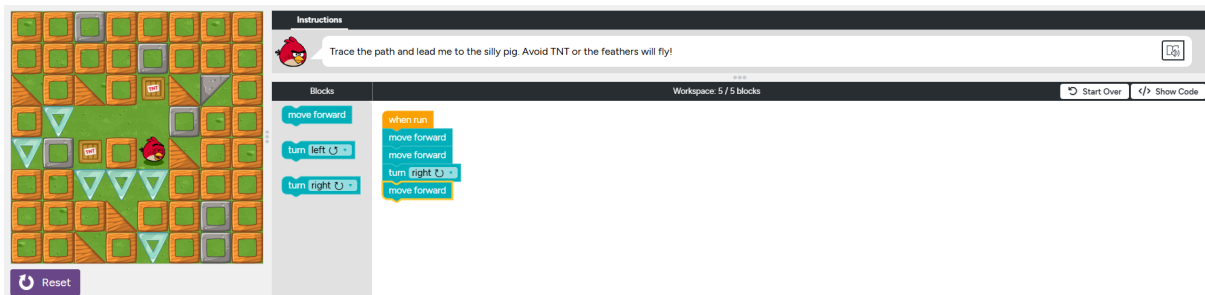 Instructions
Trace the path and lead me to the silly pig. Avoid TNT or the feathers will fly!
Blocks
Workspace: 5 / 5 blocks
Start Over
</> Show Code
move forward
turn left
turn right
when run
move forward
move forward
turn right
move forward
TNT
TNT
Reset